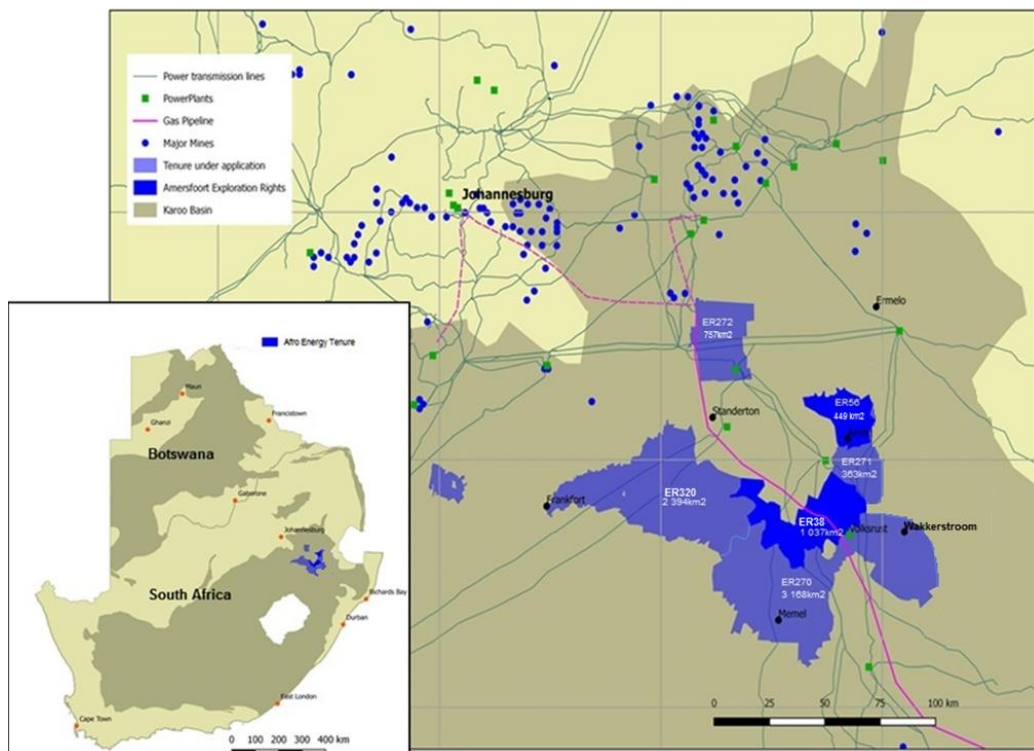 Power transmission lines
PowerPlants
Gas Pipeline
Major Mines
Tenure under application
Amersfoort Exploration Rights
Karoo Basin
Johannesburg
Ermelo
ER272
757km2
ER56
449 km2
Standerton
ER271
363km2
Frankfort
ER320
2 394km2
ER38
1 037km2
Volksrust
Wakkerstroom
ER270
3 168km2
Memel
0 25 50 75 100 km
Afro Energy Tenure
Maun
Ghanzi
Francistown
Botswana
Gaborone
Johannesburg
South Africa
Richards Bay
Durban
East London
Cape Town
0 100 200 300 400 km